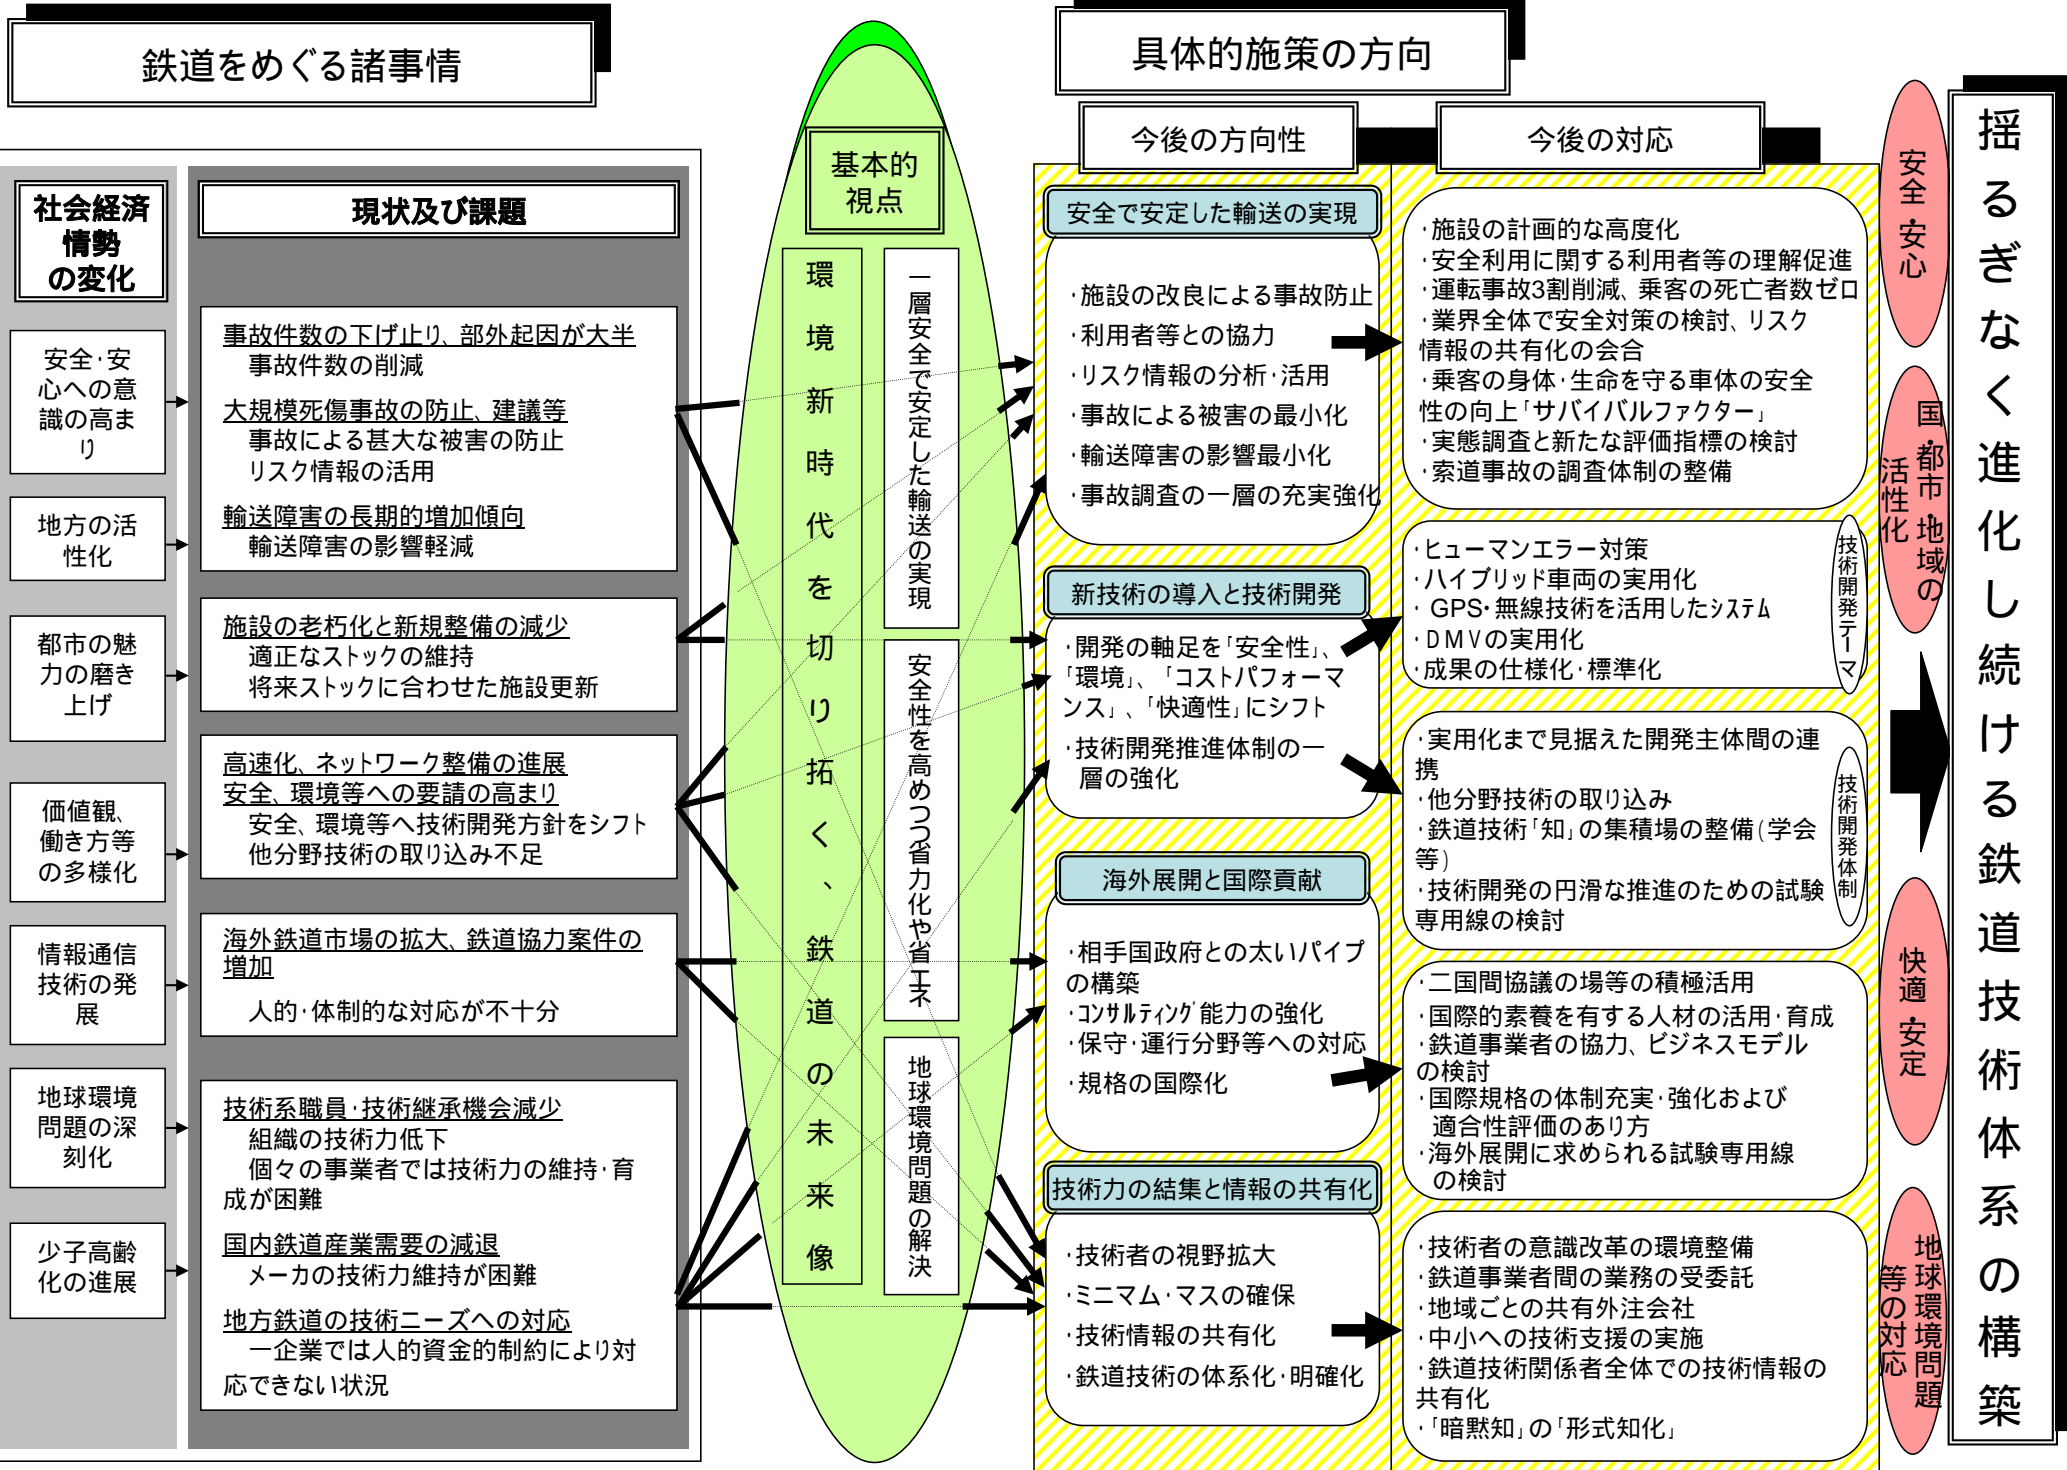 鉄道をめぐる諸事情
社会経済
情勢
の変化
安全・安
心への意
識の高ま
り
地方の活
性化
都市の魅
力の磨き
上げ
価値観、
働き方等
の多様化
情報通信
技術の発
展
地球環境
問題の深
刻化
少子高齢
化の進展
現状及び課題
事故件数の下げ止り、部外起因が大半
事故件数の削減
大規模死傷事故の防止、建議等
事故による甚大な被害の防止
リスク情報の活用
輸送障害の長期的増加傾向
輸送障害の影響軽減
施設の老朽化と新規整備の減少
適正なストックの維持
将来ストックに合わせた施設更新
高速化、ネットワーク整備の進展
安全、環境等への要請の高まり
安全、環境等へ技術開発方針をシフト
他分野技術の取り込み不足
海外鉄道市場の拡大、鉄道協力案件の
増加
人的・体制的な対応が不十分
技術系職員・技術継承機会減少
組織の技術力低下
個々の事業者では技術力の維持・育
成が困難
国内鉄道産業需要の減退
メーカの技術力維持が困難
地方鉄道の技術ニーズへの対応
一企業では人的資金的制約により対
応できない状況
基本的
視点
環境新時代を切り拓く、鉄道の未来像
一層安全で安定した輸送の実現
安全性を高めつつ省力化や省エネ
地球環境問題の解決
具体的施策の方向
今後の方向性
安全で安定した輸送の実現
・施設の改良による事故防止
・利用者等との協力
・リスク情報の分析・活用
・事故による被害の最小化
・輸送障害の影響最小化
・事故調査の一層の充実強化
新技術の導入と技術開発
・開発の軸足を「安全性」、
「環境」、「コストパフォーマ
ンス」、「快適性」にシフト
・技術開発推進体制の一
層の強化
海外展開と国際貢献
・相手国政府との太いパイプ
の構築
・コンサルティング能力の強化
・保守・運行分野等への対応
・規格の国際化
技術力の結集と情報の共有化
・技術者の視野拡大
・ミニマム・マスの確保
・技術情報の共有化
・鉄道技術の体系化・明確化
今後の対応
・施設の計画的な高度化
・安全利用に関する利用者等の理解促進
・運転事故3割削減、乗客の死亡者数ゼロ
・業界全体で安全対策の検討、リスク
情報の共有化の会合
・乗客の身体・生命を守る車体の安全
性の向上「サバイバルファクター」
・実態調査と新たな評価指標の検討
・索道事故の調査体制の整備
・ヒューマンエラー対策
・ハイブリッド車両の実用化
・GPS・無線技術を活用したシステム
・DMVの実用化
・成果の仕様化・標準化
技術開発テーマ
・実用化まで見据えた開発主体間の連
携
・他分野技術の取り込み
・鉄道技術「知」の集積場の整備(学会
等)
・技術開発の円滑な推進のための試験
専用線の検討
技術開発体制
・二国間協議の場等の積極活用
・国際的素養を有する人材の活用・育成
・鉄道事業者の協力、ビジネスモデル
の検討
・国際規格の体制充実・強化および
適合性評価のあり方
・海外展開に求められる試験専用線
の検討
・技術者の意識改革の環境整備
・鉄道事業者間の業務の受委託
・地域ごとの共有外注会社
・中小への技術支援の実施
・鉄道技術関係者全体での技術情報の
共有化
・「暗黙知」の「形式知化」
安全・安心
国・都市・地域の
活性化
快適・安定
地球環境問題
等の対応
揺るぎなく進化し続ける鉄道技術体系の構築